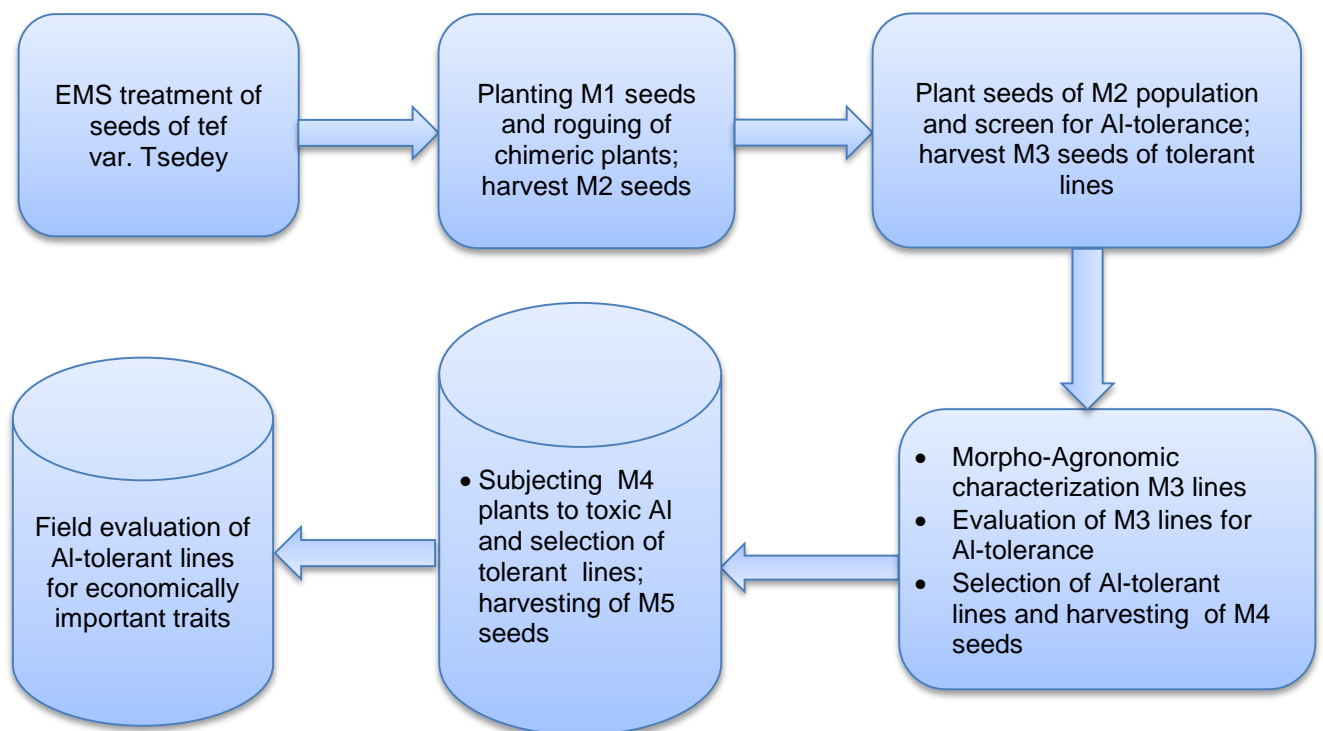 EMS treatment of
seeds of tef
var. Tsedey
Planting M1 seeds
and roguing of
chimeric plants;
harvest M2 seeds
Plant seeds of M2 population
and screen for Al-tolerance;
harvest M3 seeds of tolerant
lines
• Morpho-Agronomic
characterization M3 lines
• Evaluation of M3 lines for
Al-tolerance
• Selection of Al-tolerant
lines and harvesting of M4
seeds
• Subjecting M4
plants to toxic Al
and selection of
tolerant lines;
harvesting of M5
seeds
Field evaluation of
Al-tolerant lines
for economically
important traits